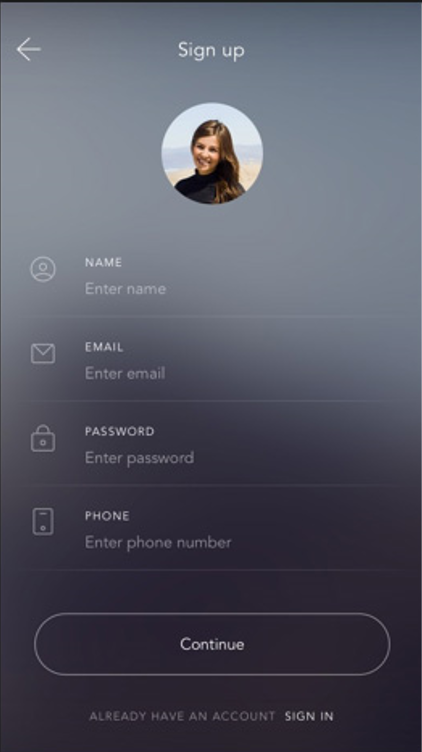 Sign up
NAME
Enter name
EMAIL
Enter email
PASSWORD
Enter password
PHONE
Enter phone number
Continue
ALREADY HAVE AN ACCOUNT SIGN IN